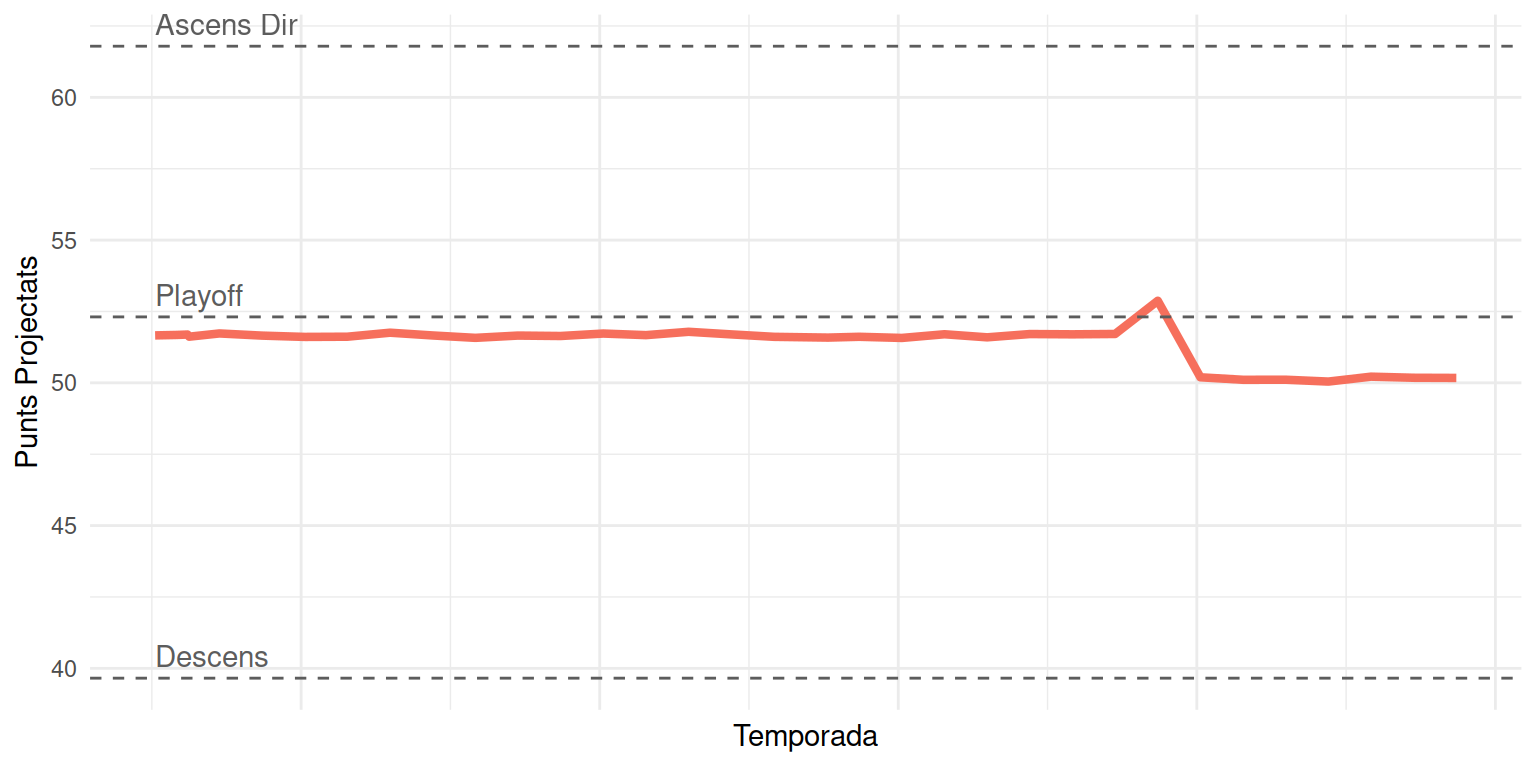 Ascens Dir
60
55
Playoff
50
45
Descens
40
Punts Projectats
Temporada